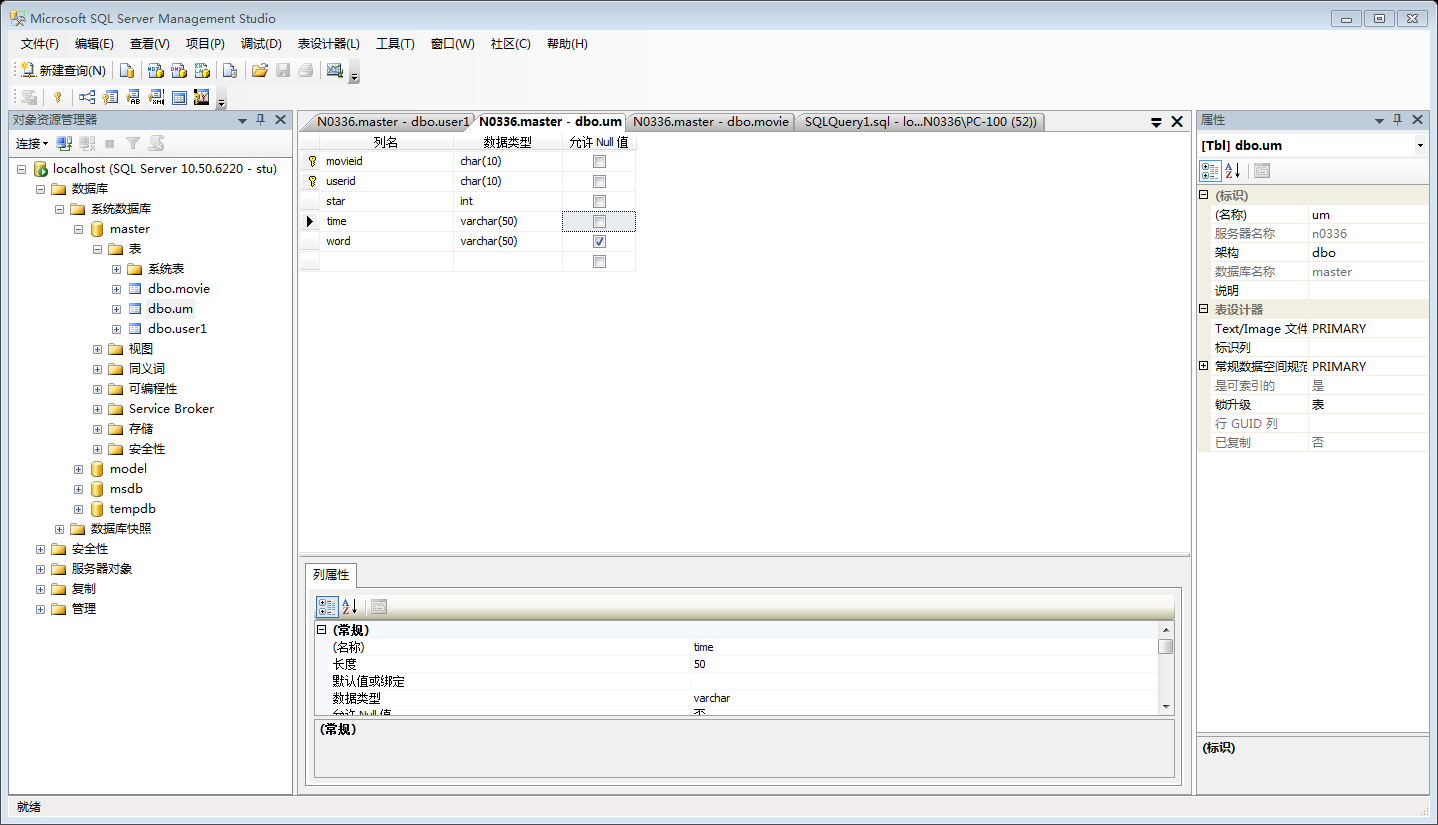 Microsoft SQL Server Management Studio
文件(F) 编辑(E) 查看(V) 项目(P) 调试(D) 表设计器(L) 工具(T) 窗口(W) 社区(C) 帮助(H)
新建查询(N)
对象资源管理器
连接
localhost (SQL Server 10.50.6220 - stu)
数据库
系统数据库
master
表
系统表
dbo.movie
dbo.um
dbo.user1
视图
同义词
可编程性
Service Broker
存储
安全性
model
msdb
tempdb
数据库快照
安全性
服务器对象
复制
管理
N0336.master - dbo.user1 N0336.master - dbo.um N0336.master - dbo.movie SQLQuery1.sql - lo...N0336\PC-100 (52))
列名 数据类型 允许 Null 值
movieid char(10)
userid char(10)
star int
time varchar(50)
word varchar(50)
列属性
(常规)
(名称) time
长度 50
默认值或绑定
数据类型 varchar
允许 Null 值 否
(常规)
属性
[Tbl] dbo.um
(标识)
(名称) um
服务器名称 n0336
架构 dbo
数据库名称 master
说明
表设计器
Text/Image 文件 PRIMARY
标识列
常规数据空间规范 PRIMARY
是可索引的 是
锁升级 表
行 GUID 列
已复制 否
(标识)
就绪